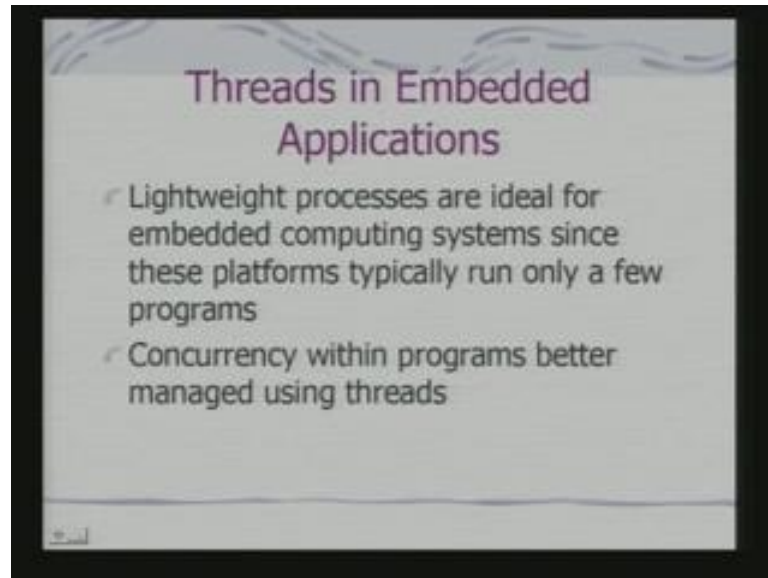 Threads in Embedded
Applications
Lightweight processes are ideal for
embedded computing systems since
these platforms typically run only a few
programs
Concurrency within programs better
managed using threads